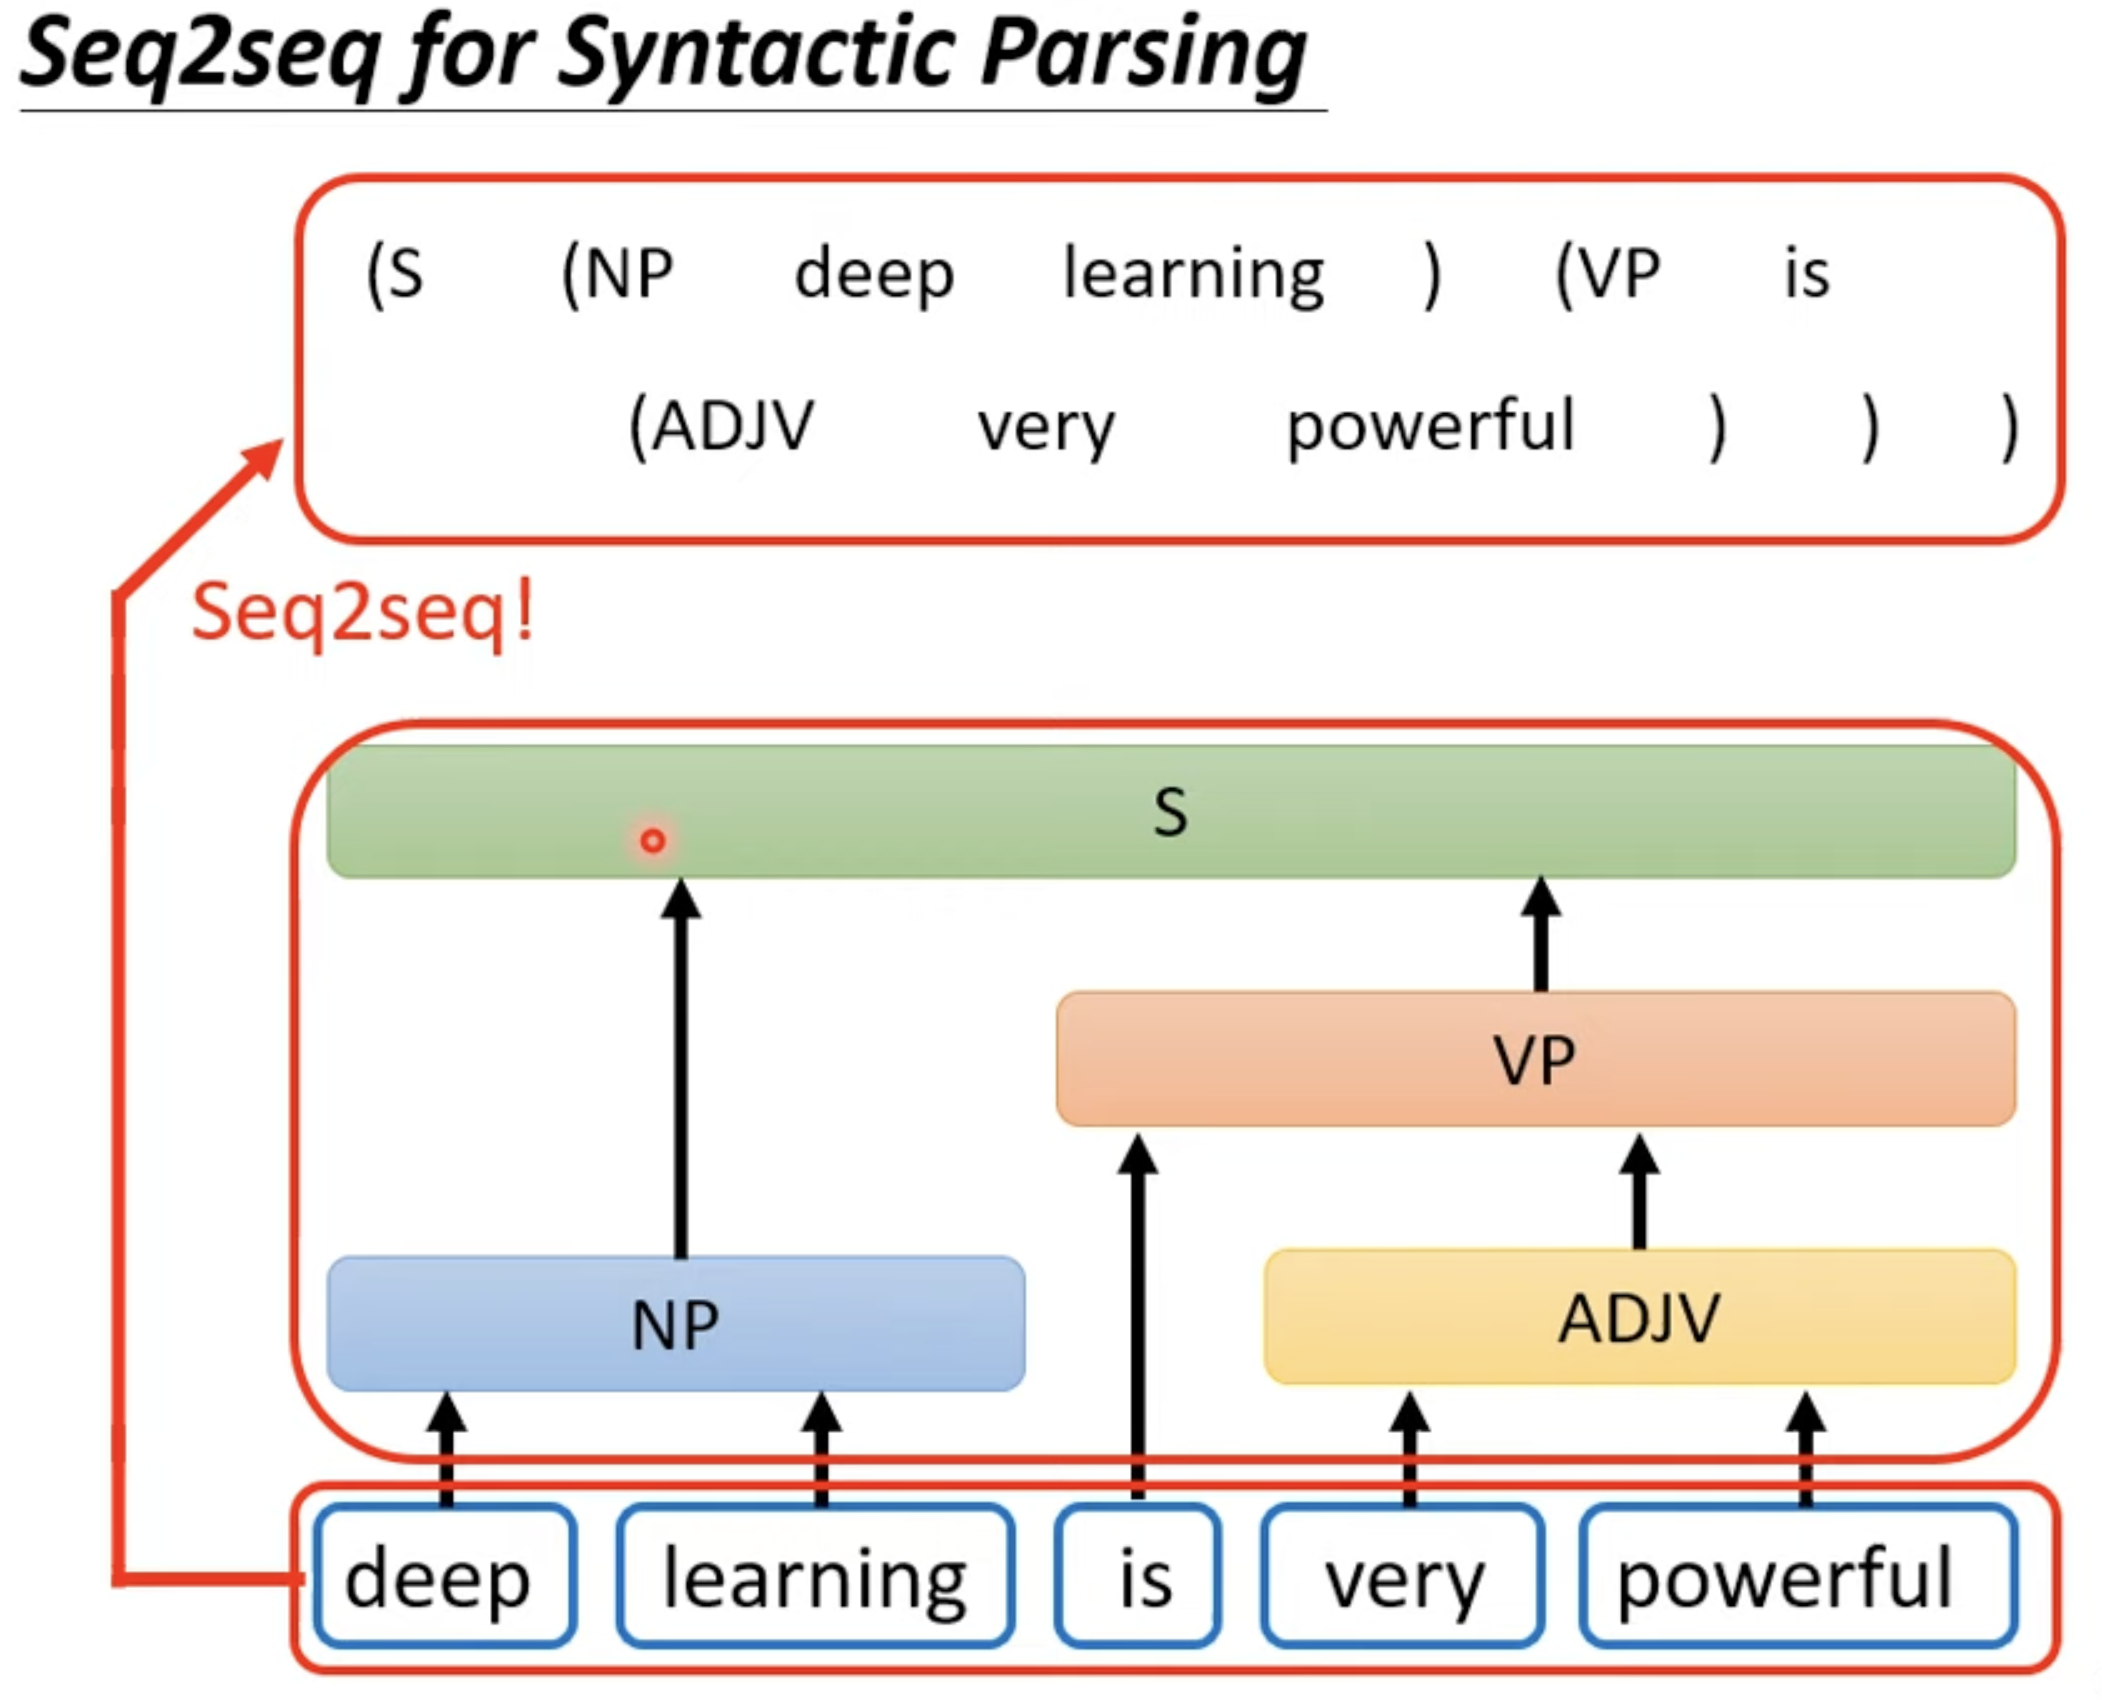 Seq2seq for Syntactic Parsing
(S (NP deep learning ) (VP is
(ADJV very powerful ) ) )
Seq2seq!
S
VP
NP
ADJV
deep learning is very powerful